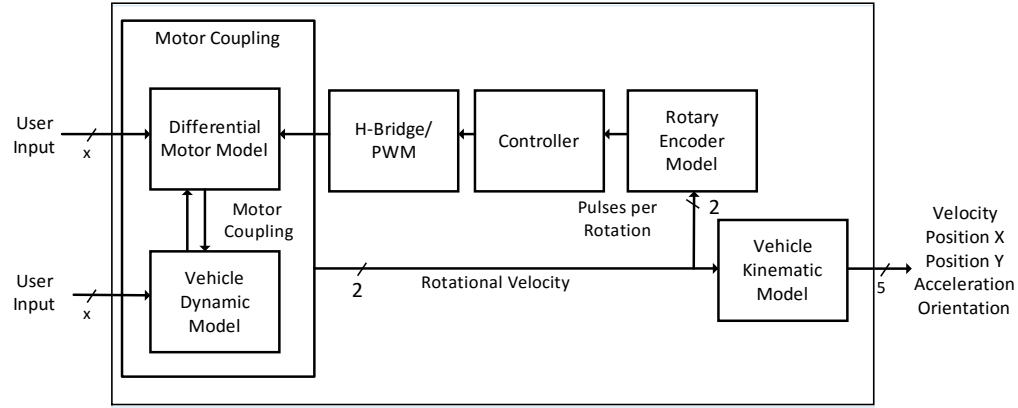 Motor Coupling
User
Input
x
Differential
Motor Model
H-Bridge/
PWM
Controller
Rotary
Encoder
Model
Motor
Coupling
Pulses per
Rotation
2
User
Input
x
Vehicle
Dynamic
Model
2
Rotational Velocity
Vehicle
Kinematic
Model
5
Velocity
Position X
Position Y
Acceleration
Orientation